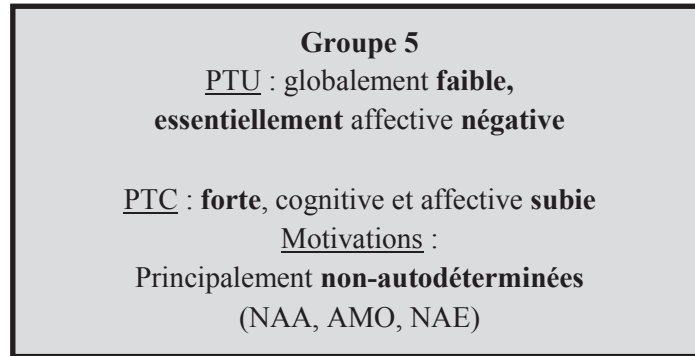 Groupe 5
PTU : globalement faible,
essentiellement affective négative
PTC : forte, cognitive et affective subie
Motivations :
Principalement non-autodéterminées
(NAA, AMO, NAE)